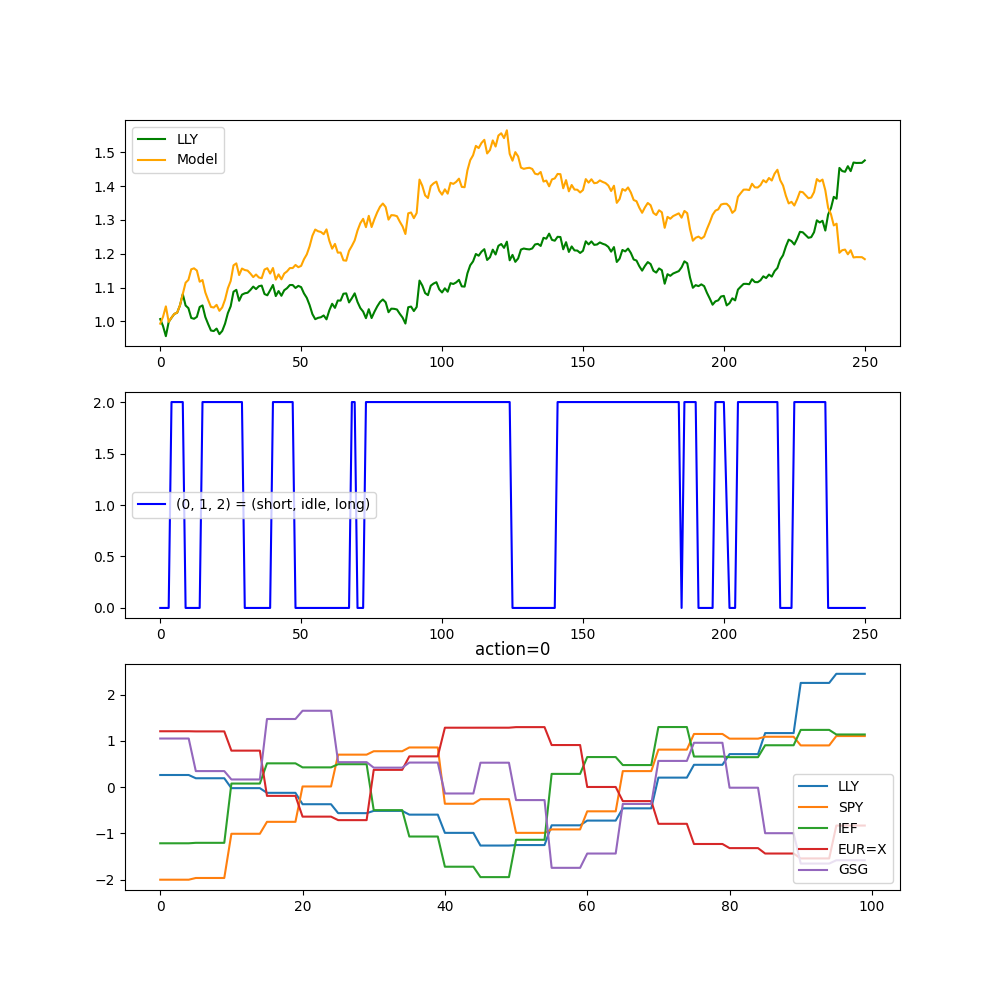 LLY
Model
1.5
1.4
1.3
1.2
1.1
1.0
0 50 100 150 200 250
2.0
1.5
1.0
0.5
0.0
(0, 1, 2) = (short, idle, long)
0 50 100 150 200 250
action=0
2
1
0
−1
−2
LLY
SPY
IEF
EUR=X
GSG
0 20 40 60 80 100